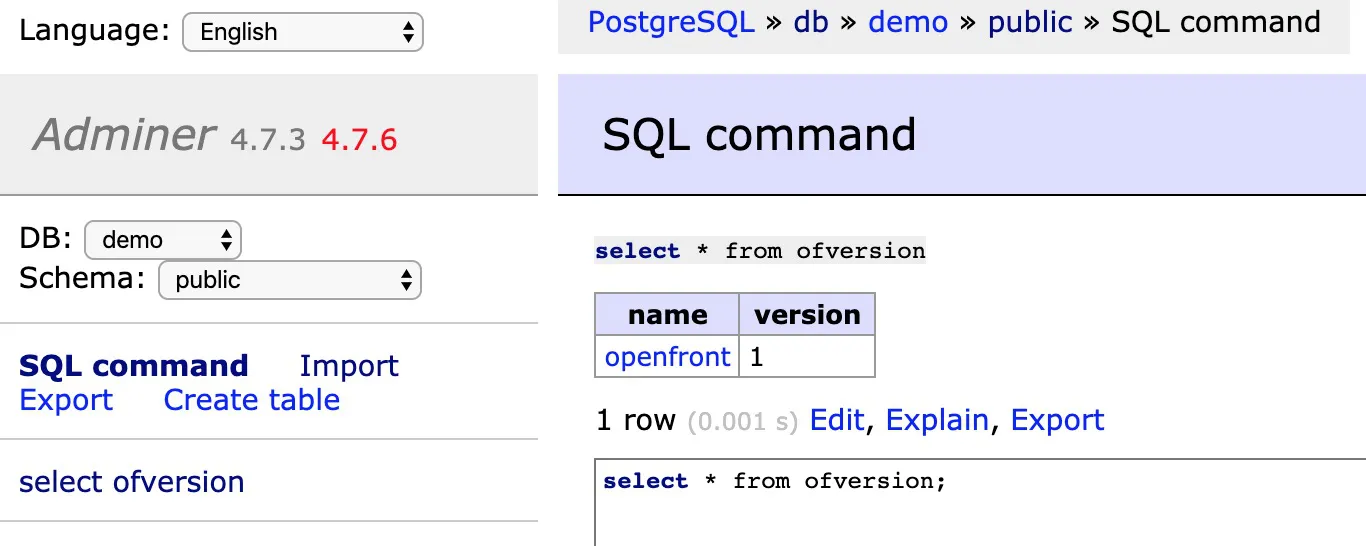 Language: English
Adminer 4.7.3 4.7.6
DB: demo
Schema: public
SQL command Import
Export Create table
select ofversion
PostgreSQL » db » demo » public » SQL command
SQL command
select * from ofversion
name version
openfront 1
1 row (0.001 s) Edit, Explain, Export
select * from ofversion;